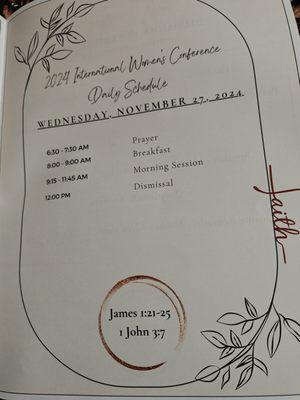 2024 International Women's Conference
Daily Schedule
WEDNESDAY, NOVEMBER 27, 2024
6:30 - 7:30 AM Prayer
8:00 - 9:00 AM Breakfast
9:15 - 11:45 AM Morning Session
12:00 PM Dismissal
faith
James 1:21-25
1 John 3:7